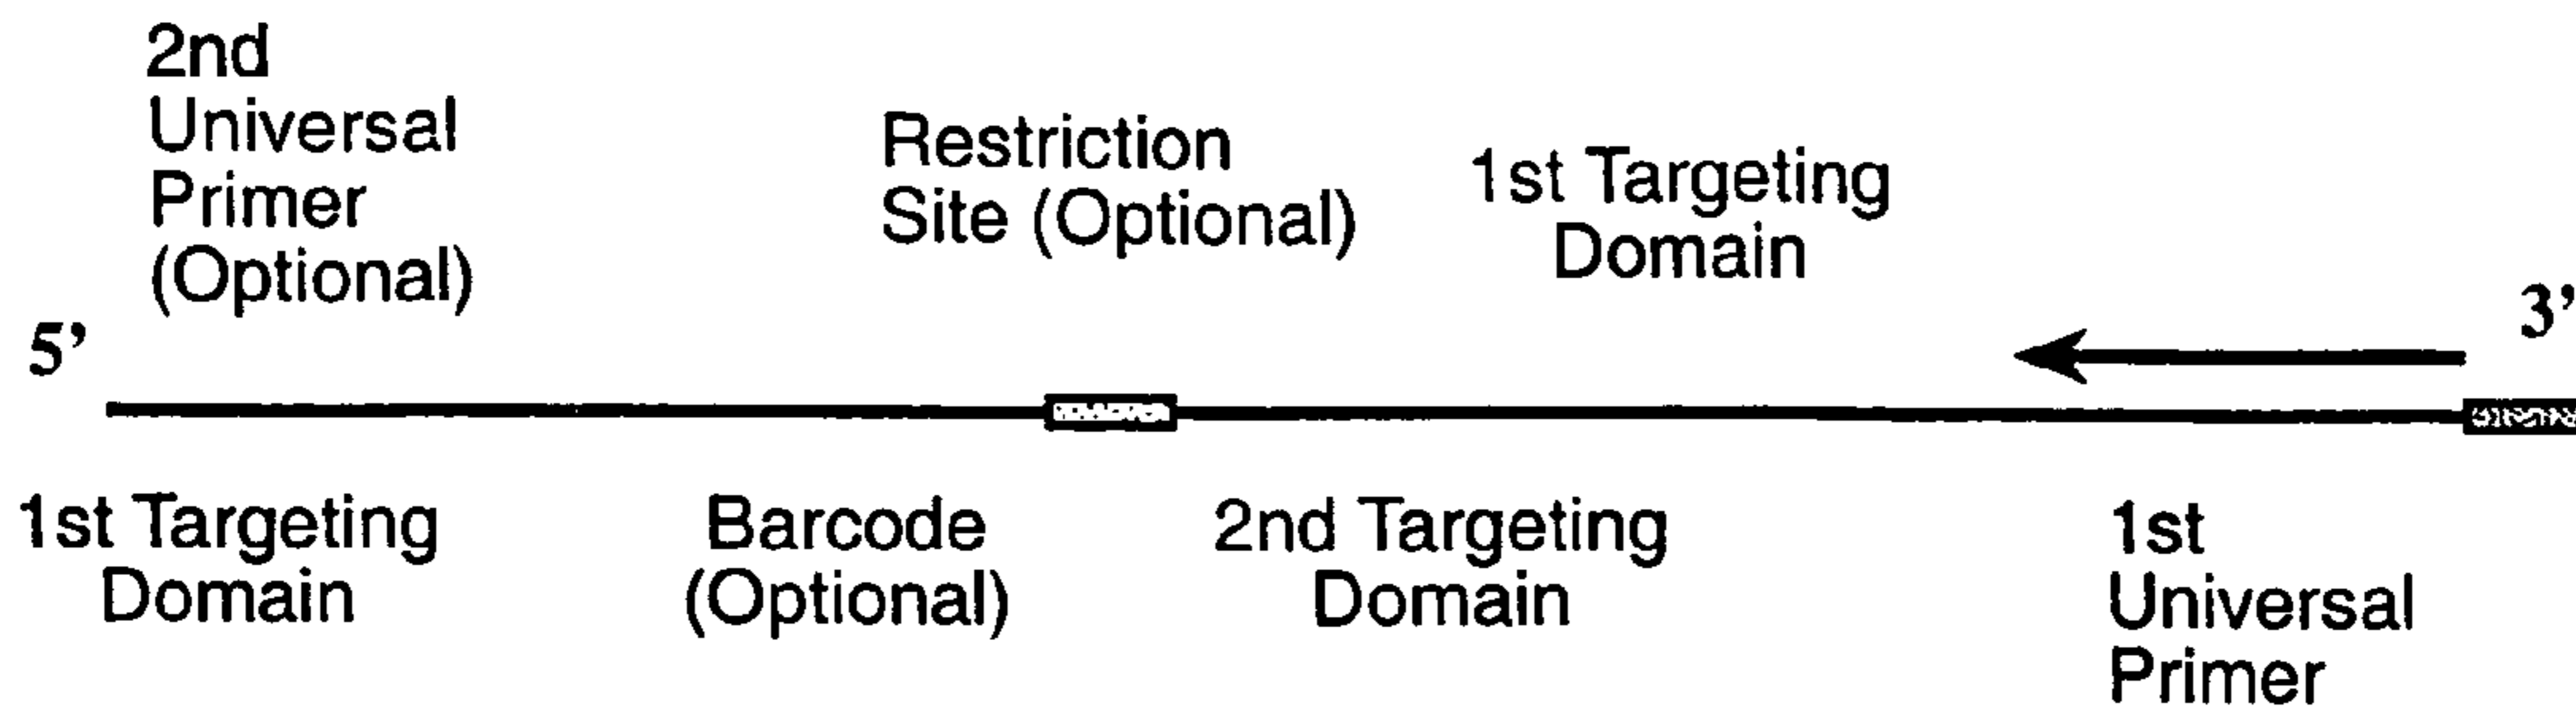 2nd
Universal
Primer
(Optional)
Restriction
Site (Optional)
1st Targeting
Domain
5’
3’
1st Targeting
Domain
Barcode
(Optional)
2nd Targeting
Domain
1st
Universal
Primer